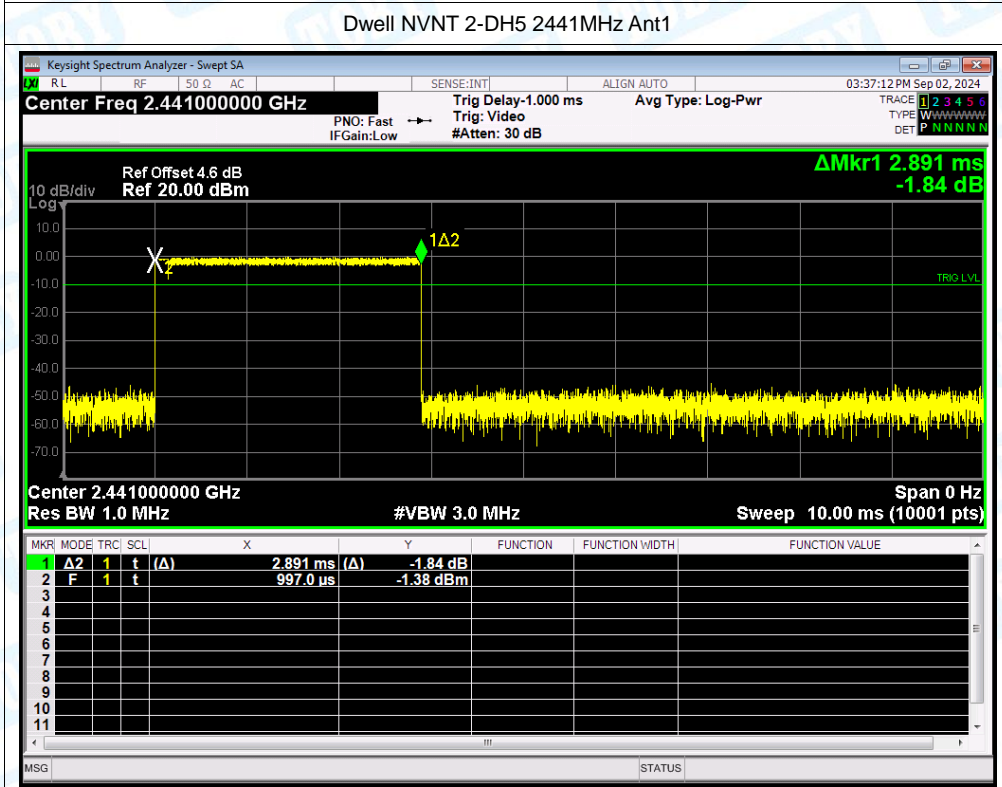 Dwell NVNT 2-DH5 2441MHz Ant1
Keysight Spectrum Analyzer - Swept SA
LXI RL RF 50 Ω AC SENSE:INT ALIGN AUTO 03:37:12 PM Sep 02, 2024
Center Freq 2.441000000 GHz
Trig Delay-1.000 ms Avg Type: Log-Pwr
TRACE 1 2 3 4 5 6
PNO: Fast Trig: Video
TYPE WWWWWW
IFGain:Low #Atten: 30 dB
DET P N N N N N
ΔMkr1 2.891 ms
-1.84 dB
Ref Offset 4.6 dB
10 dB/div Ref 20.00 dBm
Log
10.0
0.00
-10.0
-20.0
-30.0
-40.0
-50.0
-60.0
-70.0
1Δ2
2
TRIG LVL
Center 2.441000000 GHz Span 0 Hz
Res BW 1.0 MHz #VBW 3.0 MHz Sweep 10.00 ms (10001 pts)
MKR MODE TRC SCL X Y FUNCTION FUNCTION WIDTH FUNCTION VALUE
1 Δ2 1 t (Δ) 2.891 ms (Δ) -1.84 dB
2 F 1 t 997.0 µs -1.38 dBm
3
4
5
6
7
8
9
10
11
MSG STATUS